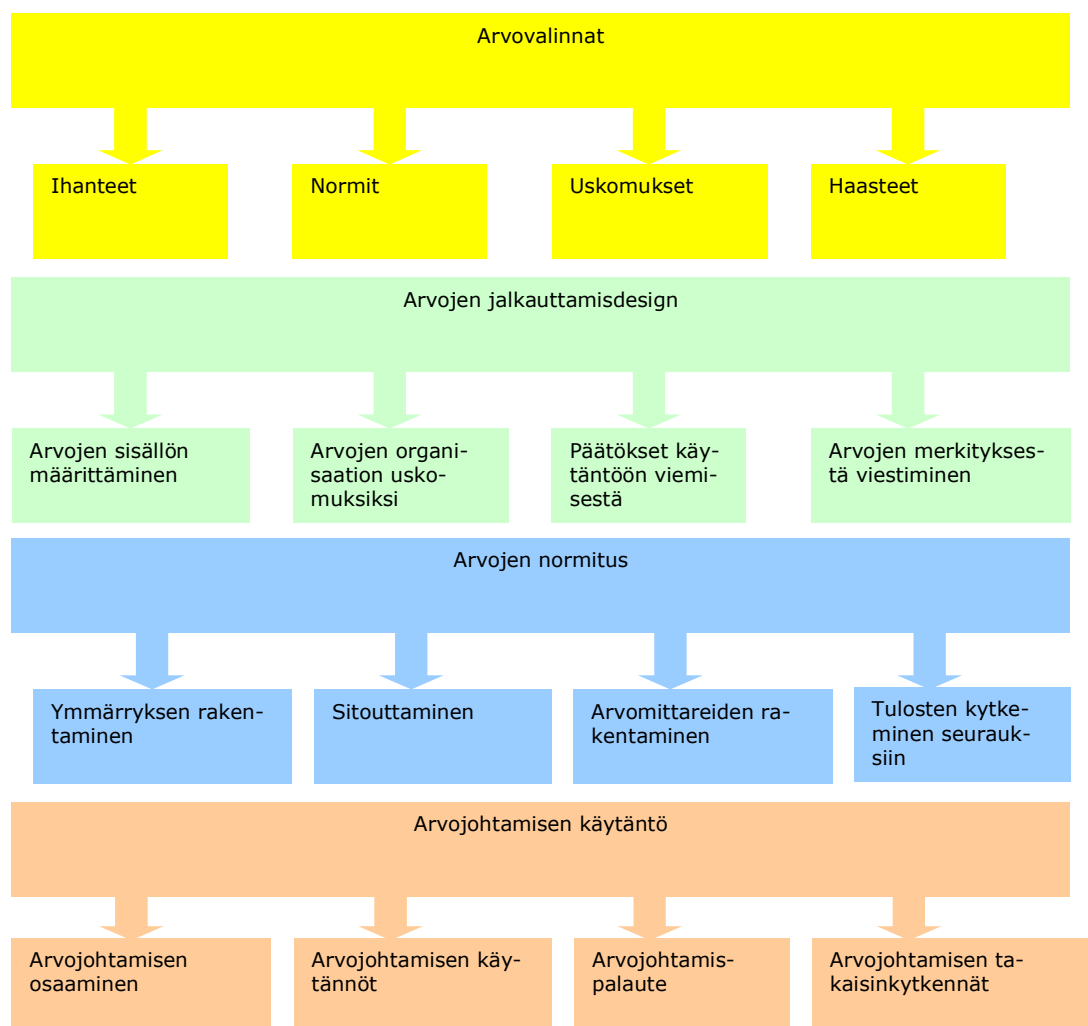 Arvovalinnat
Ihanteet
Normit
Uskomukset
Haasteet
Arvojen jalkauttamisdesign
Arvojen sisällön
määrittäminen
Arvojen organi-
saation usko-
muksiksi
Päätökset käy-
täntöön viemi-
sestä
Arvojen merkitykses-
tä viestiminen
Arvojen normitus
Ymmärryksen raken-
taminen
Sitouttaminen
Arvomittareiden ra-
kentaminen
Tulosten kytke-
minen seurauk-
siin
Arvojohtamisen käytäntö
Arvojohtamisen
osaaminen
Arvojohtamisen käy-
tännöt
Arvojohtamis-
palaute
Arvojohtamisen ta-
kaisinkytkennät